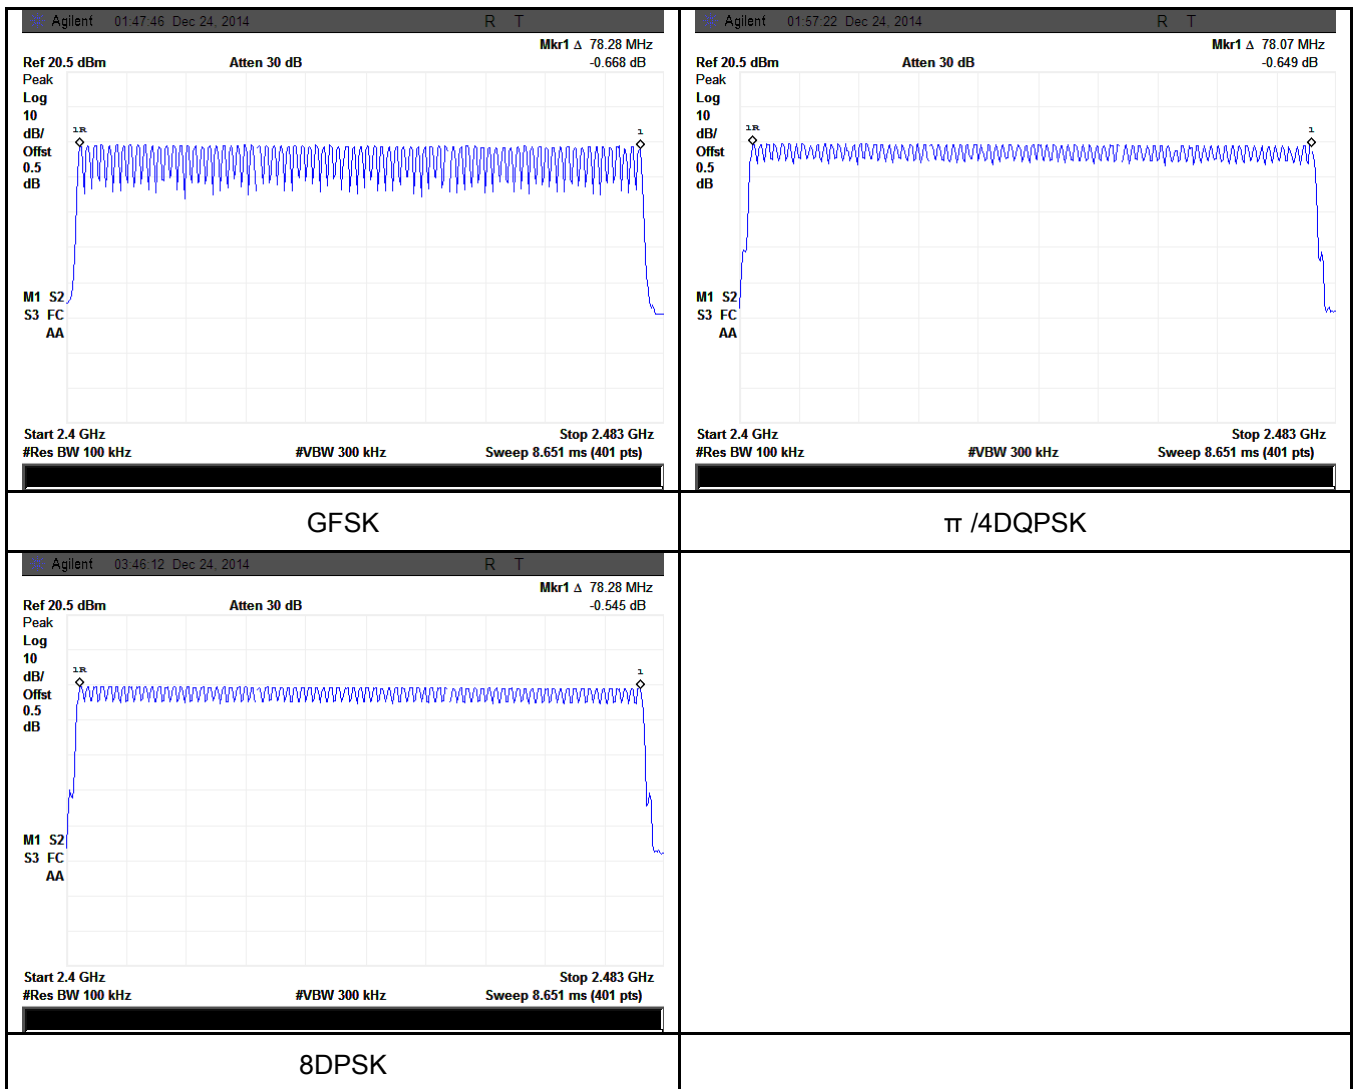 Agilent 01:47:46 Dec 24, 2014 R T
Mkr1 Δ 78.28 MHz
Ref 20.5 dBm Atten 30 dB -0.668 dB
Peak
Log
10
dB/
Offst
0.5
dB
1R
1
M1 S2
S3 FC
AA
Start 2.4 GHz Stop 2.483 GHz
#Res BW 100 kHz #VBW 300 kHz Sweep 8.651 ms (401 pts)
GFSK
Agilent 01:57:22 Dec 24, 2014 R T
Mkr1 Δ 78.07 MHz
Ref 20.5 dBm Atten 30 dB -0.649 dB
Peak
Log
10
dB/
Offst
0.5
dB
1R
1
M1 S2
S3 FC
AA
Start 2.4 GHz Stop 2.483 GHz
#Res BW 100 kHz #VBW 300 kHz Sweep 8.651 ms (401 pts)
π /4DQPSK
Agilent 03:46:12 Dec 24, 2014 R T
Mkr1 Δ 78.28 MHz
Ref 20.5 dBm Atten 30 dB -0.545 dB
Peak
Log
10
dB/
Offst
0.5
dB
1R
1
M1 S2
S3 FC
AA
Start 2.4 GHz Stop 2.483 GHz
#Res BW 100 kHz #VBW 300 kHz Sweep 8.651 ms (401 pts)
8DPSK